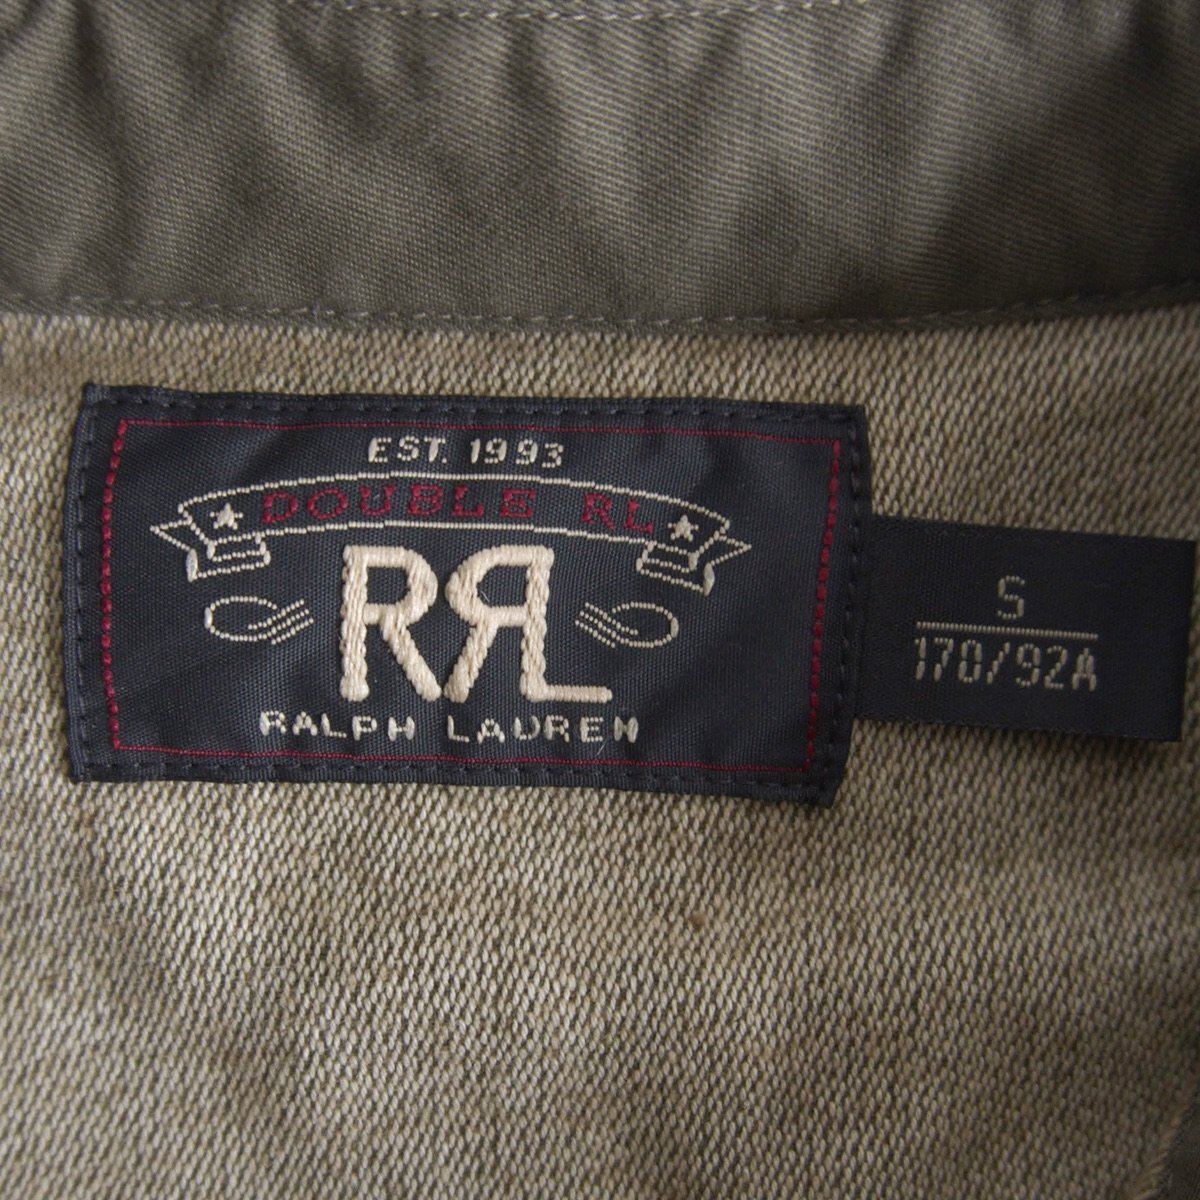 EST. 1993
DOUBLE RL
RRL
RALPH LAUREN
S
170/92A